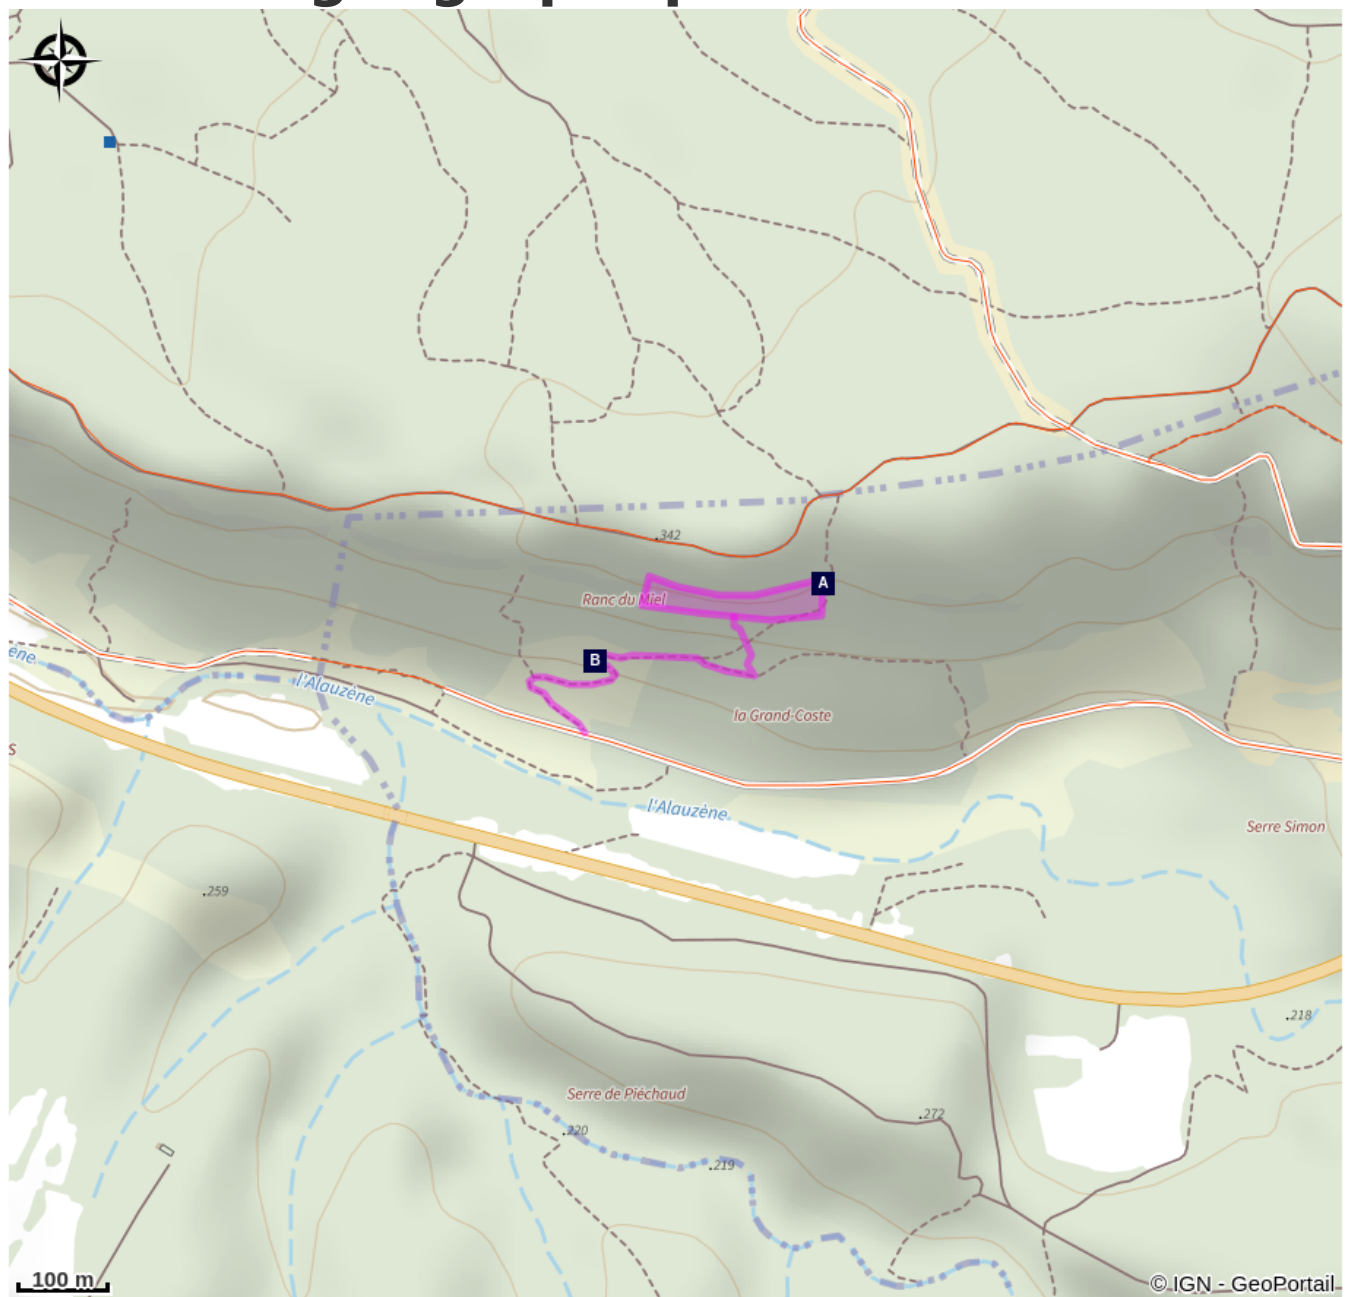 .342
A
Ranc du Miel
B
ène
l'Alauzène
la Grand-Coste
s
l'Alauzène
Serre Simon
.259
.218
Serre de Piéchaud
.272
.220
.219
100 m
© IGN - GeoPortail